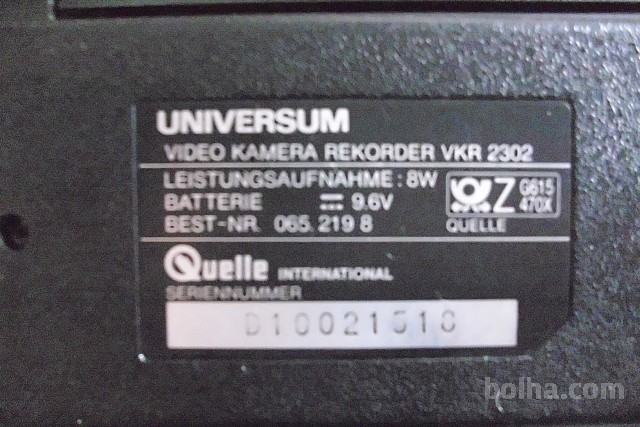 UNIVERSUM
VIDEO KAMERA REKORDER VKR 2302
LEISTUNGSAUFNAHME: 8W
BATTERIE ⎓ 9.6V
BEST-NR. 065. 219 8
Z G615
470X
QUELLE
Quelle INTERNATIONAL
SERIENNUMMER
D10021518
bolha.com